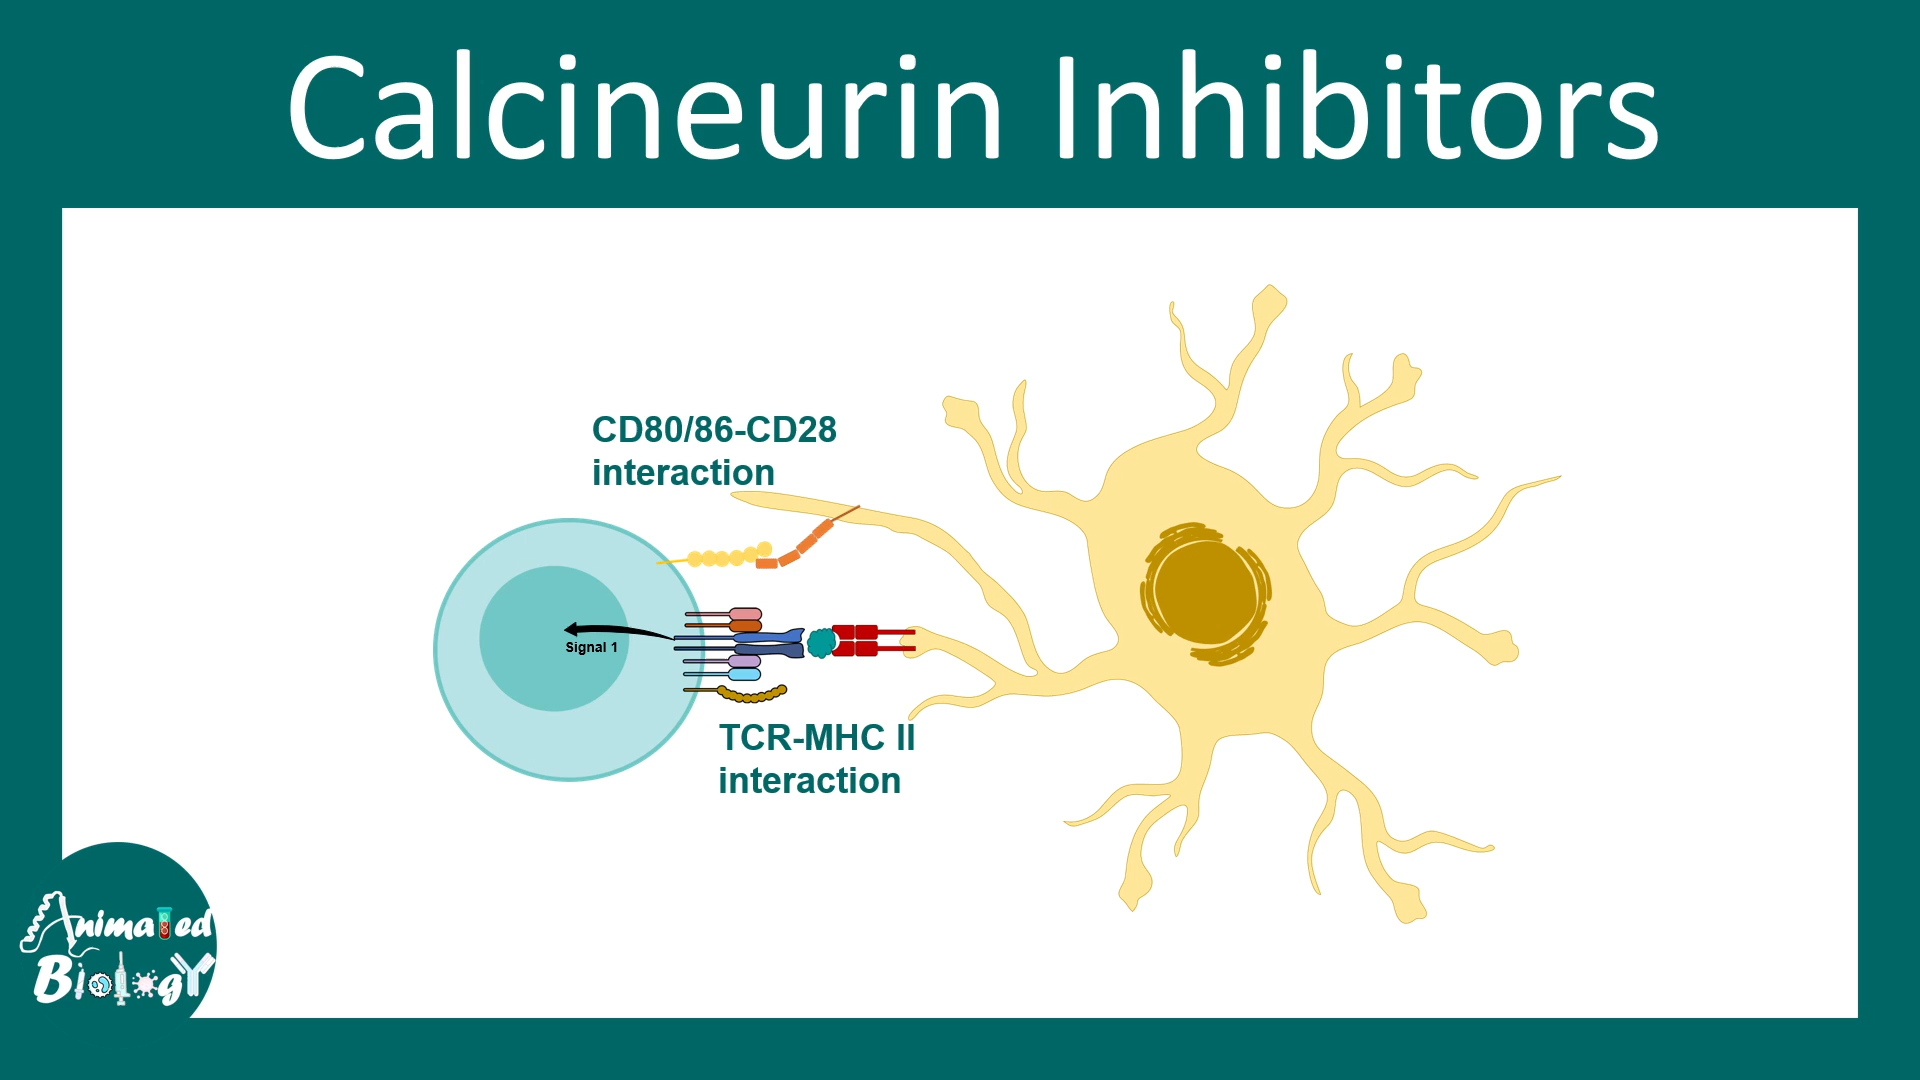 Calcineurin Inhibitors
CD80/86-CD28
interaction
Signal 1
TCR-MHC II
interaction
Animated
Biology